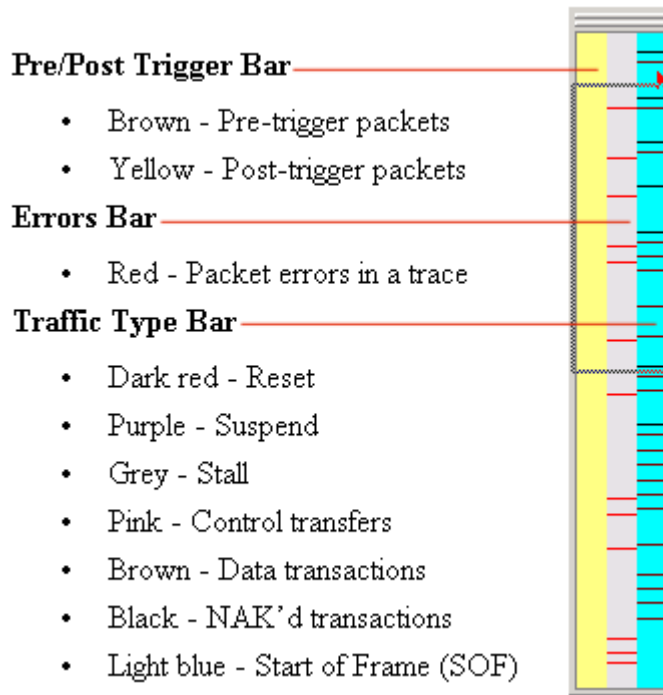 Pre/Post Trigger Bar
• Brown - Pre-trigger packets
• Yellow - Post-trigger packets
Errors Bar
• Red - Packet errors in a trace
Traffic Type Bar
• Dark red - Reset
• Purple - Suspend
• Grey - Stall
• Pink - Control transfers
• Brown - Data transactions
• Black - NAK’d transactions
• Light blue - Start of Frame (SOF)